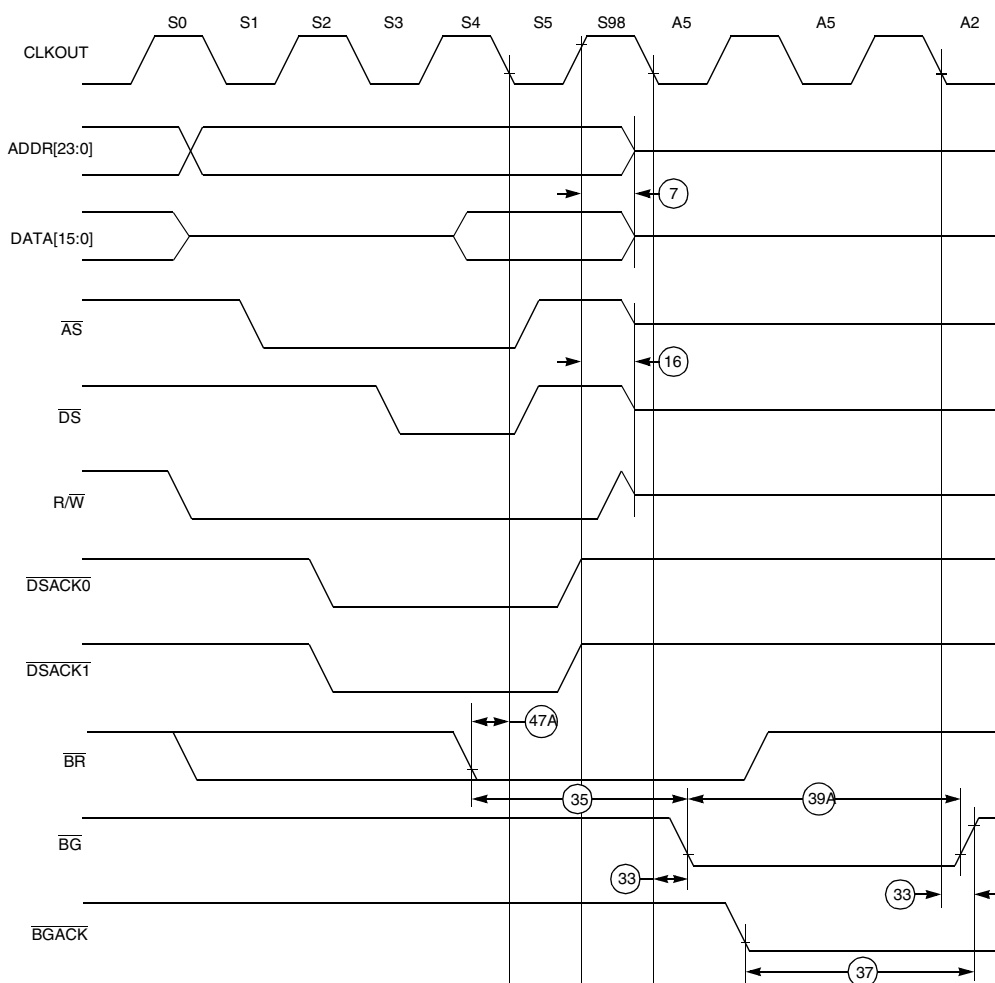 S0 S1 S2 S3 S4 S5 S98 A5 A5 A2
CLKOUT
ADDR[23:0]
7
DATA[15:0]
AS
16
DS
R/W
DSACK0
DSACK1
47A
BR
35 39A
BG
33 33
BGACK
37